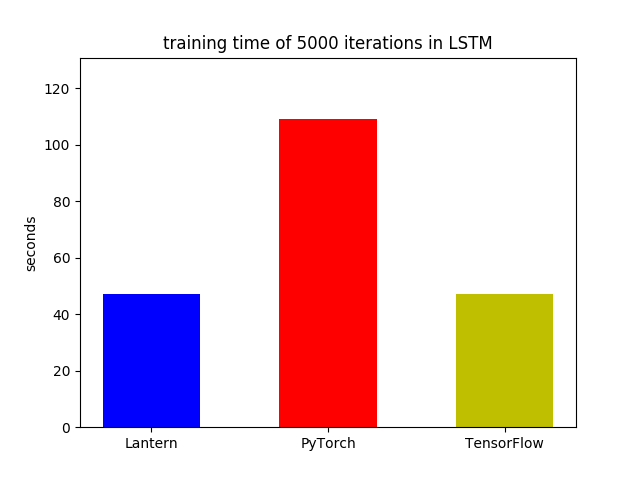 training time of 5000 iterations in LSTM
120
100
80
60
40
20
0
seconds
Lantern
PyTorch
TensorFlow